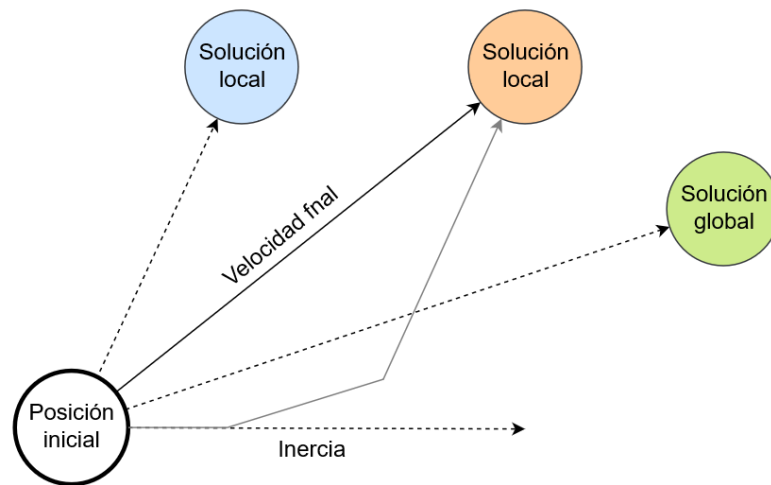 Solución
local
Solución
local
Solución
global
Velocidad fnal
Posición
inicial
Inercia